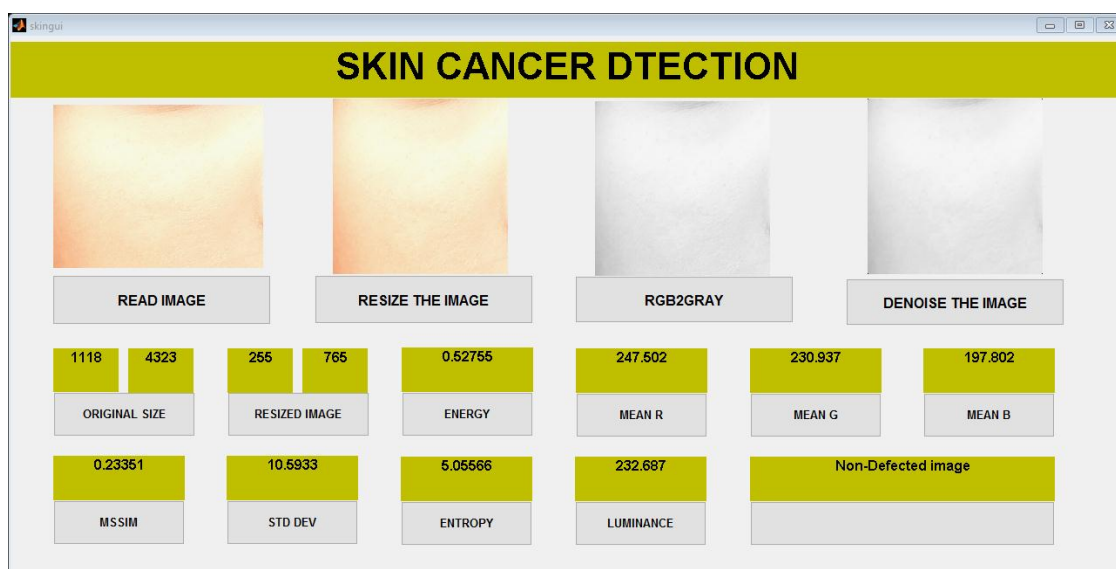 skingui
SKIN CANCER DTECTION
READ IMAGE
RESIZE THE IMAGE
RGB2GRAY
DENOISE THE IMAGE
1118 4323 255 765 0.52755 247.502 230.937 197.802
ORIGINAL SIZE RESIZED IMAGE ENERGY MEAN R MEAN G MEAN B
0.23351 10.5933 5.05566 232.687 Non-Defected image
MSSIM STD DEV ENTROPY LUMINANCE